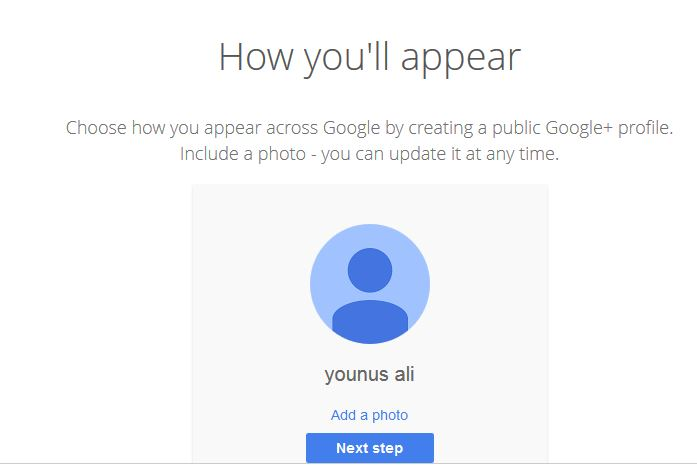 How you'll appear
Choose how you appear across Google by creating a public Google+ profile.
Include a photo - you can update it at any time.
younus ali
Add a photo
Next step